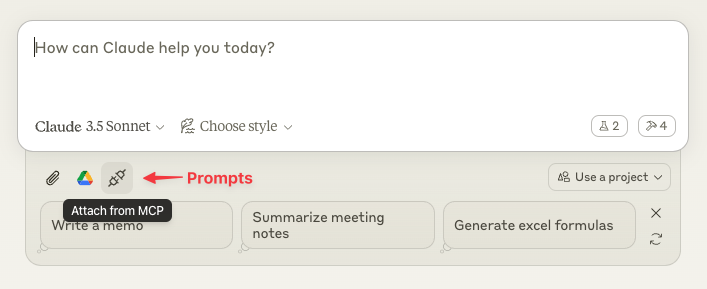 How can Claude help you today?
Claude 3.5 Sonnet
Choose style
2
4
Prompts
Use a project
Attach from MCP
Write a memo
Summarize meeting
notes
Generate excel formulas